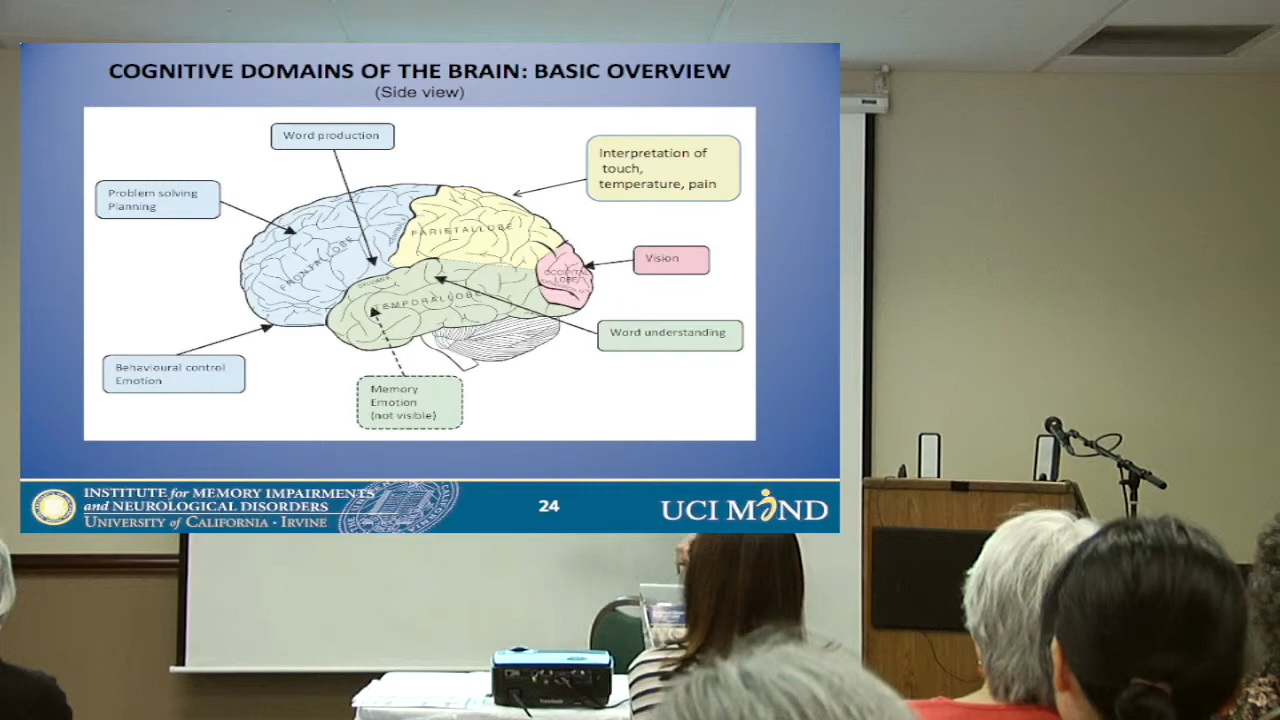 COGNITIVE DOMAINS OF THE BRAIN: BASIC OVERVIEW
(Side view)
Word production
Interpretation of
touch,
temperature, pain
Problem solving
Planning
PARIETAL LOBE
FRONTAL LOBE
Vision
OCCIPITAL
LOBE
TEMPORAL LOBE
Word understanding
Behavioural control
Emotion
Memory
Emotion
(not visible)
INSTITUTE for MEMORY IMPAIRMENTS
and NEUROLOGICAL DISORDERS
UNIVERSITY of CALIFORNIA · IRVINE
24
UCI MIND